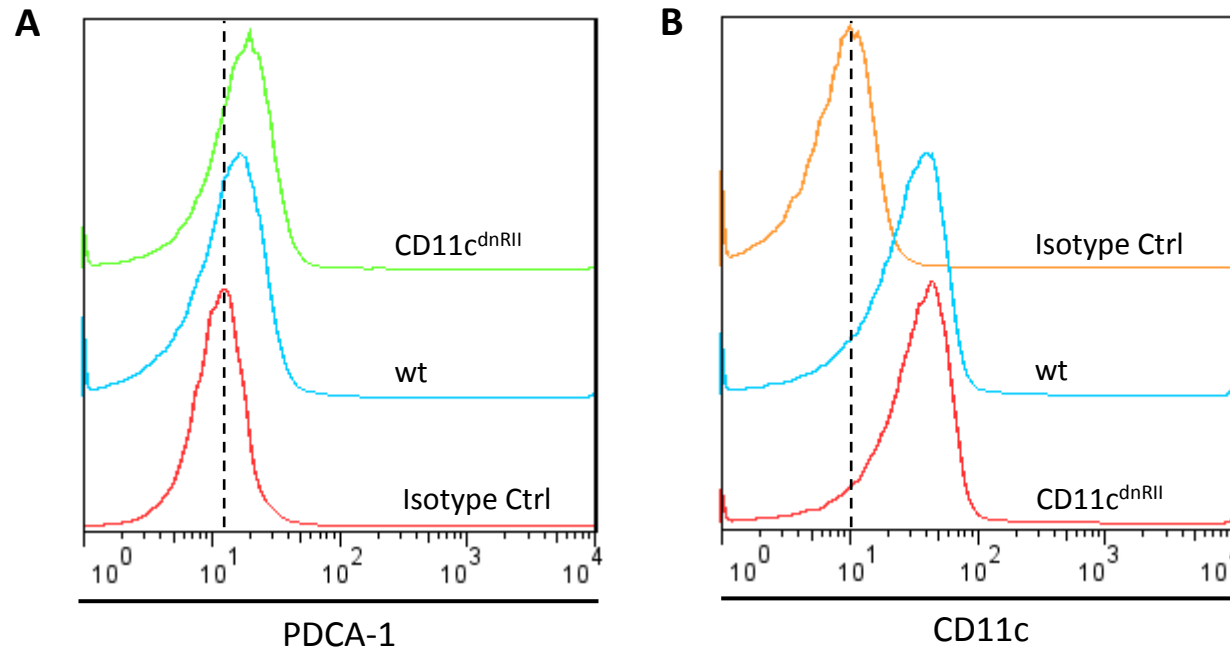 A
CD11c^dnRII
wt
Isotype Ctrl
10^0 10^1 10^2 10^3 10^4
PDCA-1
B
Isotype Ctrl
wt
CD11c^dnRII
10^0 10^1 10^2 10^3
CD11c